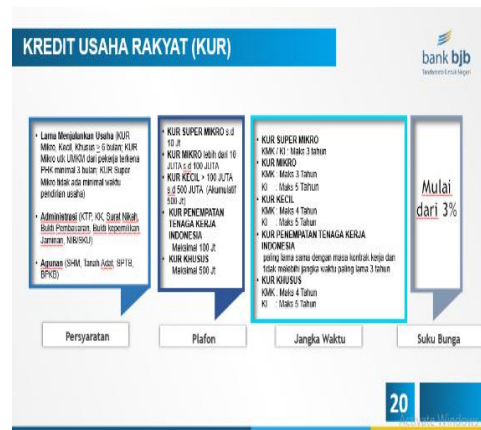 KREDIT USAHA RAKYAT (KUR)
bank bjb
Tandamata Untuk Negeri
• Lama Menjalankan Usaha (KUR
Mikro, Kecil, Khusus ≥ 6 bulan; KUR
Mikro utk UMKM dari pekerja terkena
PHK minimal 3 bulan; KUR Super
Mikro tidak ada minimal waktu
pendirian usaha)
• Administrasi (KTP, KK, Surat Nikah,
Bukti Pembayaran, Bukti kepemilikan
Jaminan, NIB/SKU)
• Agunan (SHM, Tanah Adat, SPTB,
BPKB)
• KUR SUPER MIKRO s.d
10 Jt
• KUR MIKRO lebih dari 10
JUTA s.d 100 JUTA
• KUR KECIL > 100 JUTA
s.d 500 JUTA (Akumulatif
500 Jt)
• KUR PENEMPATAN
TENAGA KERJA
INDONESIA
Maksimal 100 Jt
• KUR KHUSUS
Maksimal 500 Jt
• KUR SUPER MIKRO
KMK / KI : Maks 3 Tahun
• KUR MIKRO
KMK : Maks 3 Tahun
KI : Maks 5 Tahun
• KUR KECIL
KMK : Maks 4 Tahun
KI : Maks 5 Tahun
• KUR PENEMPATAN TENAGA KERJA
INDONESIA
paling lama sama dengan masa kontrak kerja dan
tidak melebihi jangka waktu paling lama 3 tahun
• KUR KHUSUS
KMK : Maks 4 Tahun
KI : Maks 5 Tahun
Mulai
dari 3%
Persyaratan
Plafon
Jangka Waktu
Suku Bunga
20
Activate Windows